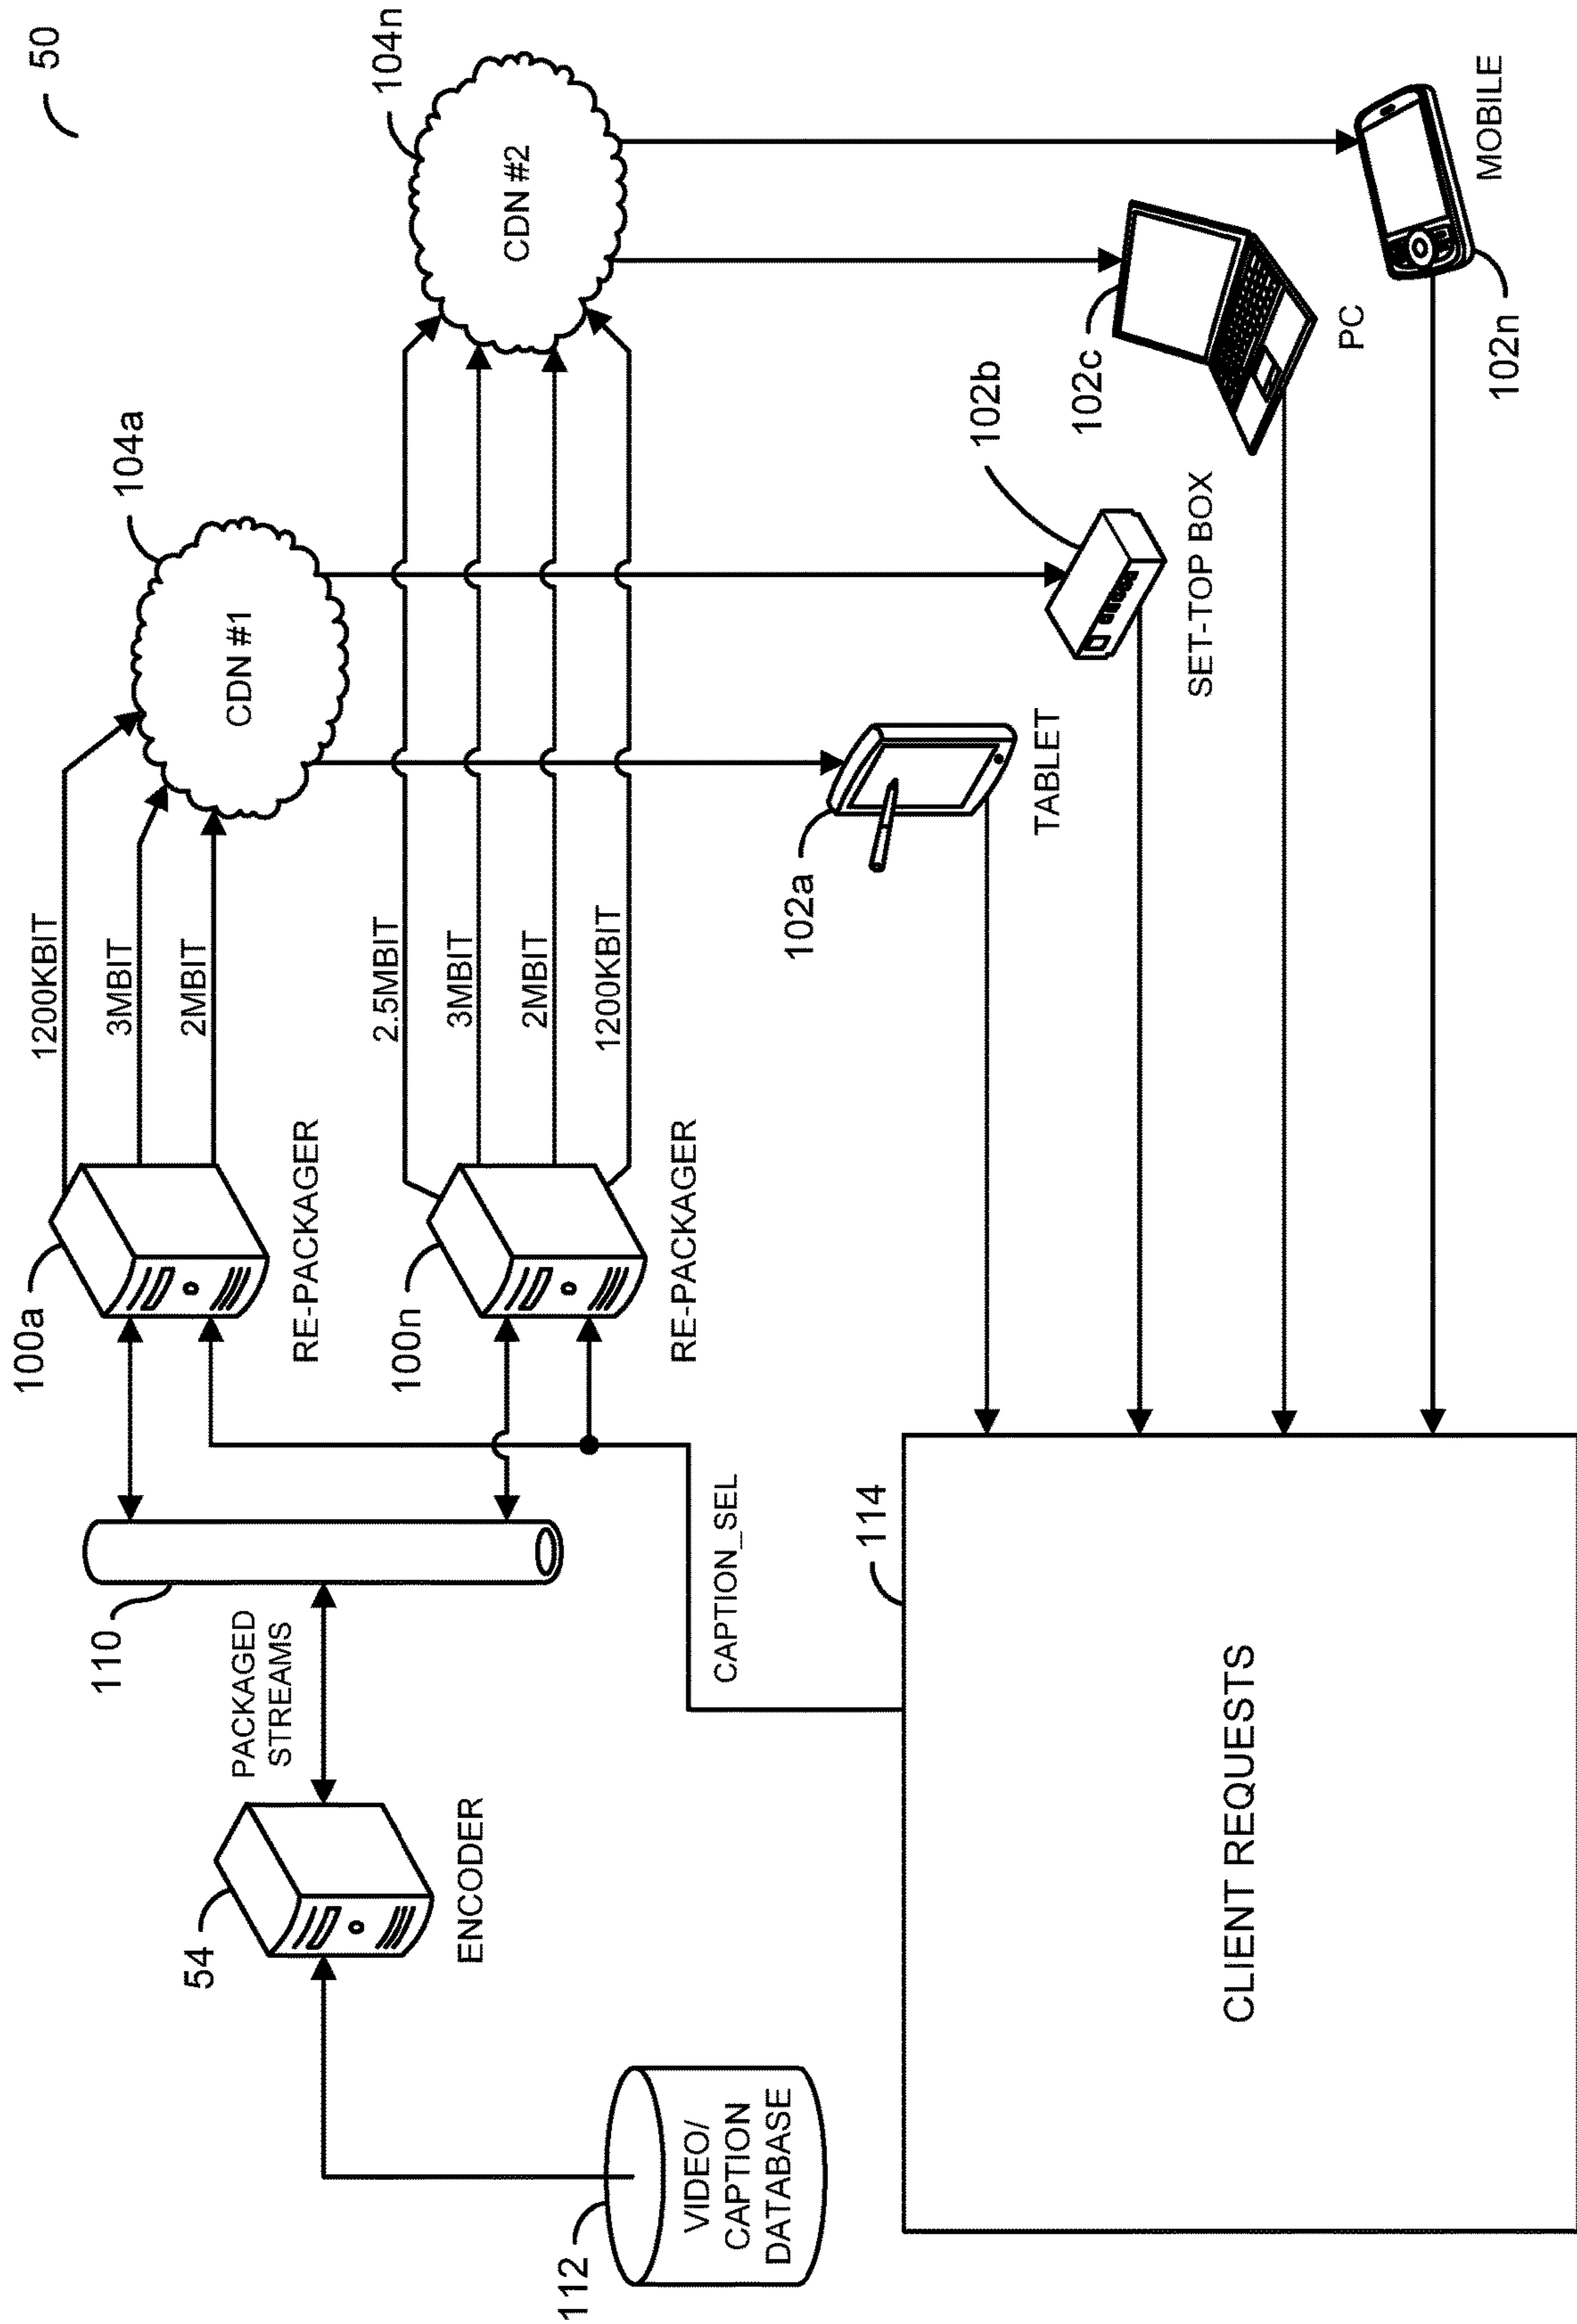 50
100a
1200KBIT
3MBIT
2MBIT
104a
CDN #1
RE-PACKAGER
110
PACKAGED
STREAMS
54
ENCODER
100n
2.5MBIT
3MBIT
2MBIT
1200KBIT
104n
CDN #2
RE-PACKAGER
112
VIDEO/
CAPTION
DATABASE
CAPTION_SEL
102a
TABLET
102b
SET-TOP BOX
102c
PC
MOBILE
102n
114
CLIENT REQUESTS